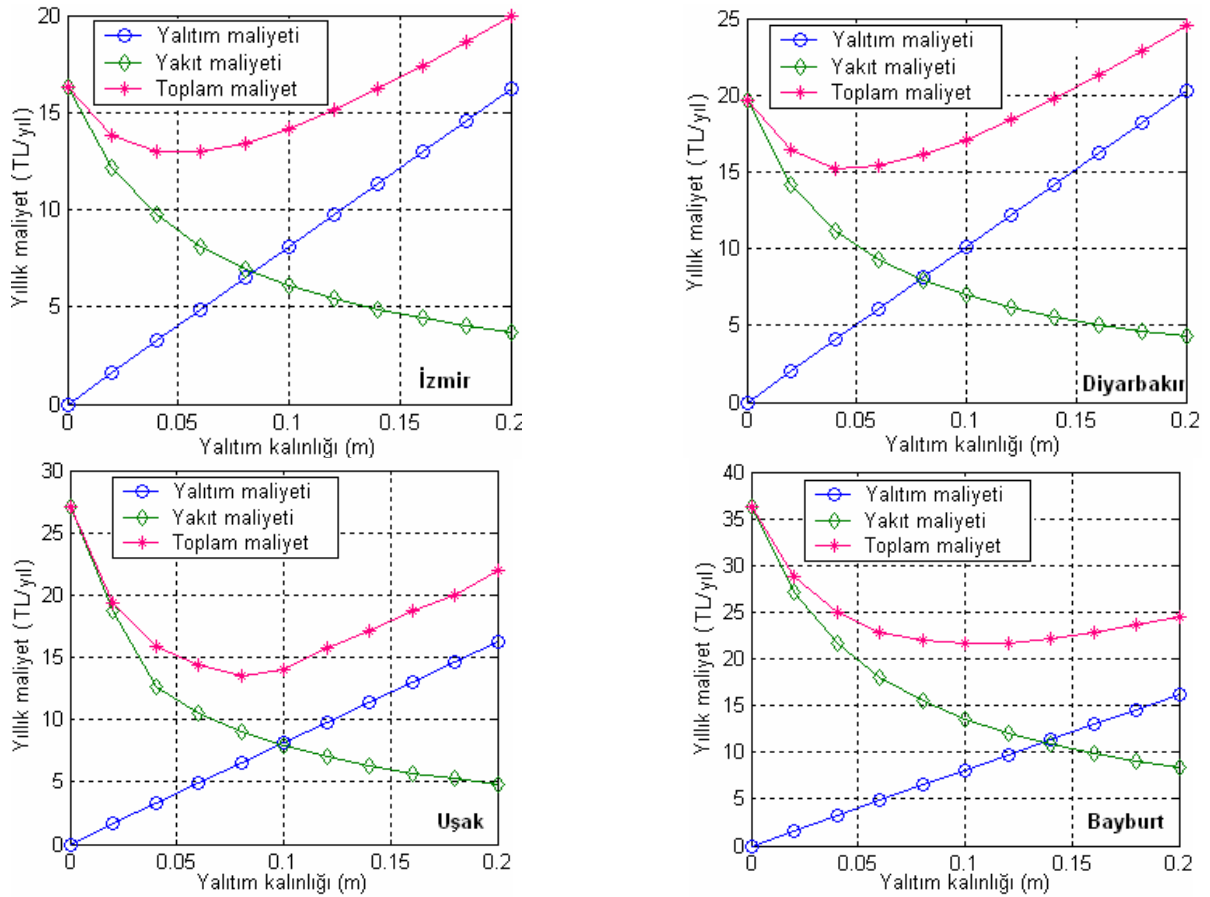 Yalıtım maliyeti
Yakıt maliyeti
Toplam maliyet
Yıllık maliyet (TL/yıl)
20
15
10
5
0
0
0.05
0.1
0.15
0.2
Yalıtım kalınlığı (m)
İzmir
Yalıtım maliyeti
Yakıt maliyeti
Toplam maliyet
Yıllık maliyet (TL/yıl)
25
20
15
10
5
0
0
0.05
0.1
0.15
0.2
Yalıtım kalınlığı (m)
Diyarbakır
Yalıtım maliyeti
Yakıt maliyeti
Toplam maliyet
Yıllık maliyet (TL/yıl)
30
25
20
15
10
5
0
0
0.05
0.1
0.15
0.2
Yalıtım kalınlığı (m)
Uşak
Yalıtım maliyeti
Yakıt maliyeti
Toplam maliyet
Yıllık maliyet (TL/yıl)
40
35
30
25
20
15
10
5
0
0
0.05
0.1
0.15
0.2
Yalıtım kalınlığı (m)
Bayburt